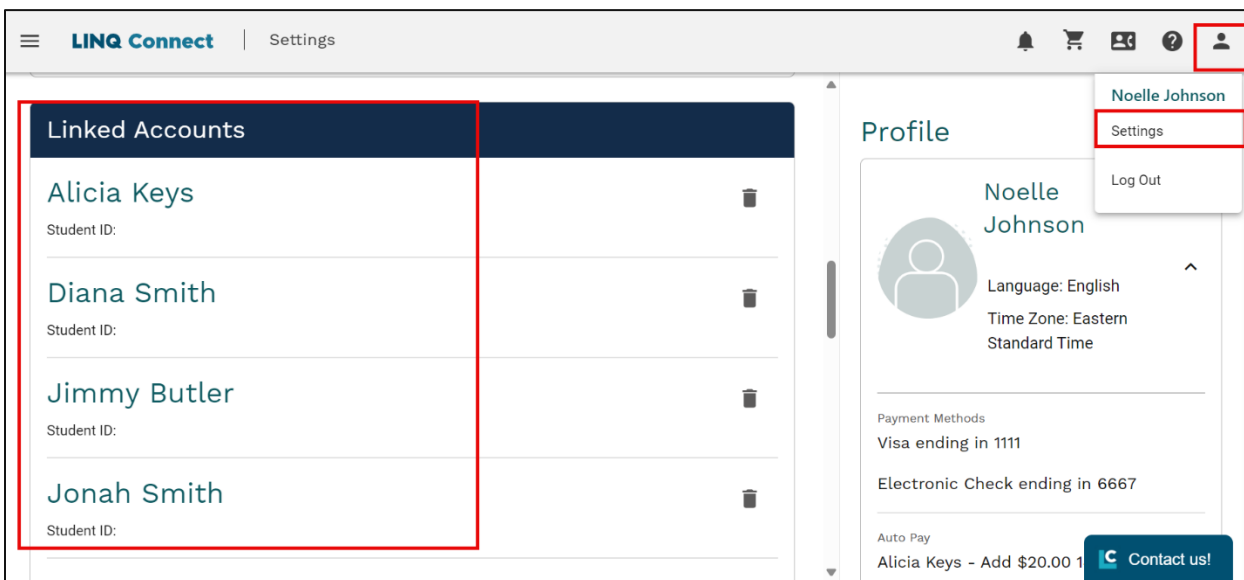 LINQ Connect
Settings
Linked Accounts
Alicia Keys
Student ID:
Diana Smith
Student ID:
Jimmy Butler
Student ID:
Jonah Smith
Student ID:
Profile
Noelle
Johnson
Language: English
Time Zone: Eastern
Standard Time
Payment Methods
Visa ending in 1111
Electronic Check ending in 6667
Auto Pay
Alicia Keys - Add $20.00 1
Noelle Johnson
Settings
Log Out
Contact us!